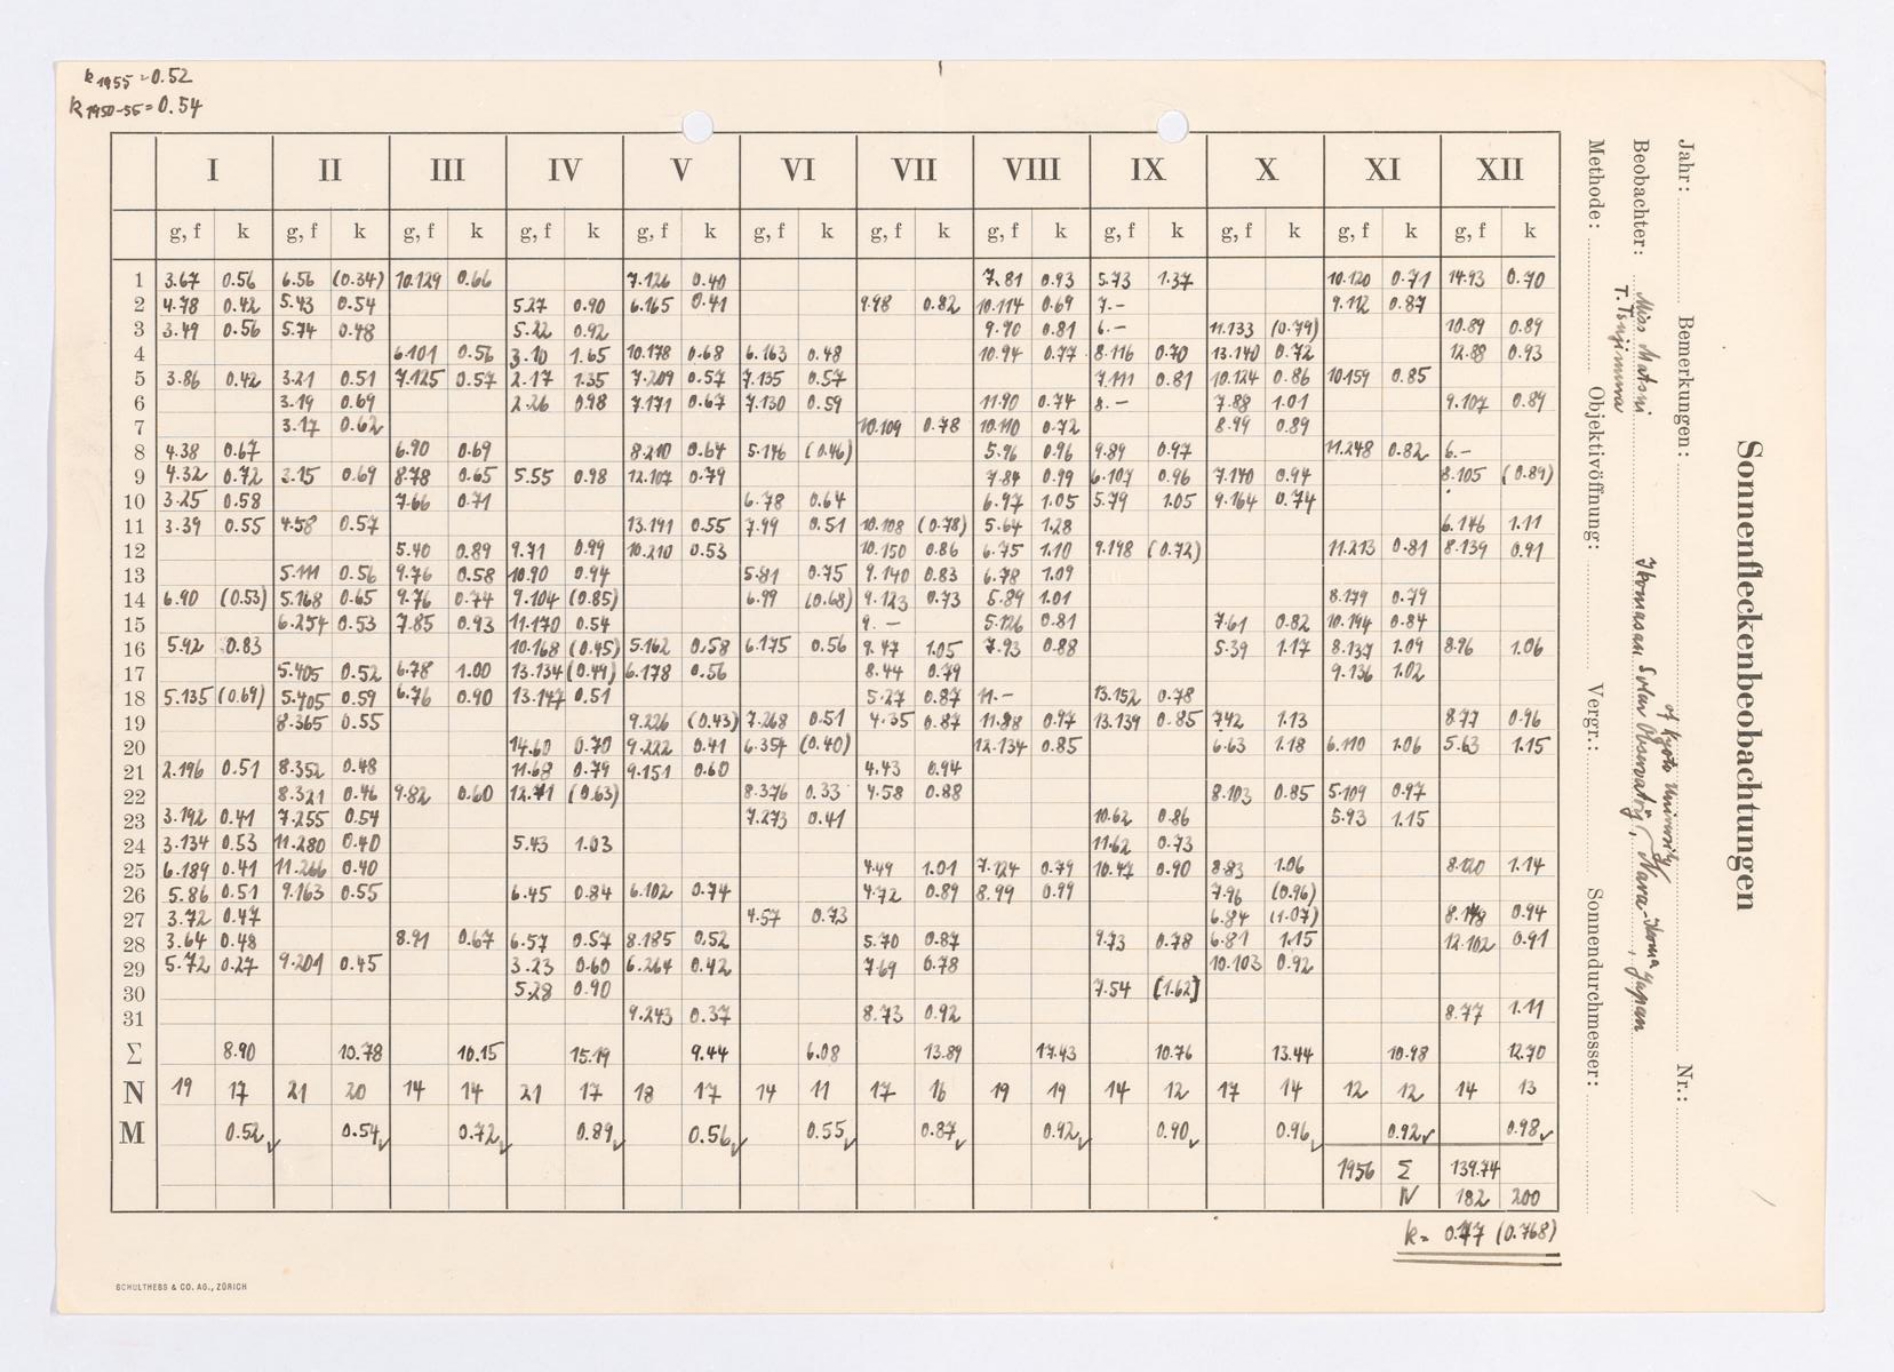 k 1955 = 0.52
k 1950-55 = 0.54
Sonnenfleckenbeobachtungen
Jahr: Bemerkungen: Nr.:
of Kyoto University
Beobachter: Miss Matsui Ikomasan Solar Observatory, Nara-, Japan
T. Tsujimura
Methode: Objektivöffnung: Vergr.: Sonnendurchmesser:
I II III IV V VI VII VIII IX X XI XII
g, f k g, f k g, f k g, f k g, f k g, f k g, f k g, f k g, f k g, f k g, f k g, f k
1 3.67 0.56 6.56 (0.34) 10.129 0.66 7.126 0.40 7.81 0.93 5.73 1.37 10.120 0.71 14.93 0.70
2 4.78 0.42 5.43 0.54 5.27 0.90 6.165 0.41 9.98 0.82 10.114 0.69 7.- 9.112 0.87
3 3.49 0.56 5.74 0.48 5.22 0.92 9.90 0.81 6.- 11.133 (0.79) 10.89 0.89
4 6.101 0.56 3.10 1.65 10.178 0.68 6.163 0.48 10.94 0.77 8.116 0.70 13.140 0.72 12.88 0.93
5 3.86 0.42 3.21 0.51 7.125 0.57 2.17 1.35 7.209 0.57 7.135 0.57 7.111 0.81 10.124 0.86 10.159 0.85
6 3.19 0.69 2.26 0.98 7.171 0.67 7.130 0.59 11.90 0.74 8.- 7.88 1.01 9.107 0.89
7 3.17 0.62 10.109 0.78 10.110 0.72 8.99 0.89
8 4.38 0.67 6.90 0.69 8.210 0.64 5.146 (0.46) 5.96 0.96 9.89 0.97 11.248 0.82 6.-
9 4.32 0.72 3.15 0.69 8.78 0.65 5.55 0.98 12.107 0.79 7.84 0.99 6.107 0.96 7.140 0.94 8.105 (0.89)
10 3.25 0.58 7.66 0.71 6.78 0.64 6.97 1.05 5.79 1.05 9.164 0.74
11 3.39 0.55 4.58 0.57 13.191 0.55 7.99 0.51 10.108 (0.78) 5.64 1.28 6.146 1.11
12 5.40 0.89 9.71 0.99 10.210 0.53 10.150 0.86 6.75 1.10 9.198 (0.72) 11.213 0.81 8.139 0.91
13 5.111 0.56 9.76 0.58 10.90 0.94 5.81 0.75 9.140 0.83 6.78 1.09
14 6.90 (0.53) 5.168 0.65 9.76 0.74 9.104 (0.85) 6.99 (0.68) 9.123 0.73 5.89 1.01 8.179 0.79
15 6.254 0.53 7.85 0.93 11.170 0.54 9.- 5.126 0.81 7.61 0.82 10.194 0.84
16 5.92 0.83 10.168 (0.45) 5.162 0.58 6.175 0.56 9.47 1.05 7.93 0.88 5.39 1.17 8.137 1.09 8.96 1.06
17 5.405 0.52 6.78 1.00 13.134 (0.49) 6.178 0.56 8.44 0.79 9.136 1.02
18 5.135 (0.69) 5.405 0.59 6.76 0.90 13.147 0.51 5.27 0.87 11.- 13.152 0.78
19 8.365 0.55 9.226 (0.43) 7.268 0.51 4.35 0.87 11.88 0.97 13.139 0.85 7.42 1.13 8.77 0.96
20 14.60 0.70 9.222 0.41 6.354 (0.40) 12.134 0.85 6.63 1.18 6.110 1.06 5.63 1.15
21 2.196 0.51 8.352 0.48 11.68 0.79 9.151 0.60 4.43 0.94
22 8.321 0.46 9.82 0.60 12.71 (0.63) 8.376 0.33 4.58 0.88 8.103 0.85 5.109 0.97
23 3.192 0.41 7.255 0.54 7.273 0.41 10.62 0.86 5.93 1.15
24 3.134 0.53 11.280 0.40 5.43 1.03 11.62 0.73
25 6.189 0.41 11.266 0.40 4.49 1.01 7.124 0.79 10.47 0.90 8.83 1.06 8.120 1.14
26 5.86 0.51 9.163 0.55 6.45 0.84 6.102 0.74 4.72 0.89 8.99 0.99 7.96 (0.96)
27 3.72 0.47 4.57 0.73 6.84 (1.07) 8.148 0.94
28 3.64 0.48 8.91 0.67 6.57 0.57 8.185 0.52 5.70 0.87 9.73 0.78 6.81 1.15 12.102 0.91
29 5.72 0.27 9.201 0.45 3.23 0.60 6.264 0.42 7.69 0.78 10.103 0.92
30 5.28 0.90 7.54 [1.62]
31 9.243 0.37 8.73 0.92 8.77 1.11
Σ 8.90 10.78 10.15 15.19 9.44 6.08 13.89 17.43 10.76 13.44 10.98 12.70
N 19 17 21 20 14 14 21 17 18 17 14 11 17 16 19 19 14 12 17 14 12 12 14 13
M 0.52 0.54 0.72 0.89 0.56 0.55 0.87 0.92 0.90 0.96 0.92 0.98
1956 Σ 139.74
N 182 200
k = 0.77 (0.768)
SCHULTHESS & CO. AG., ZÜRICH